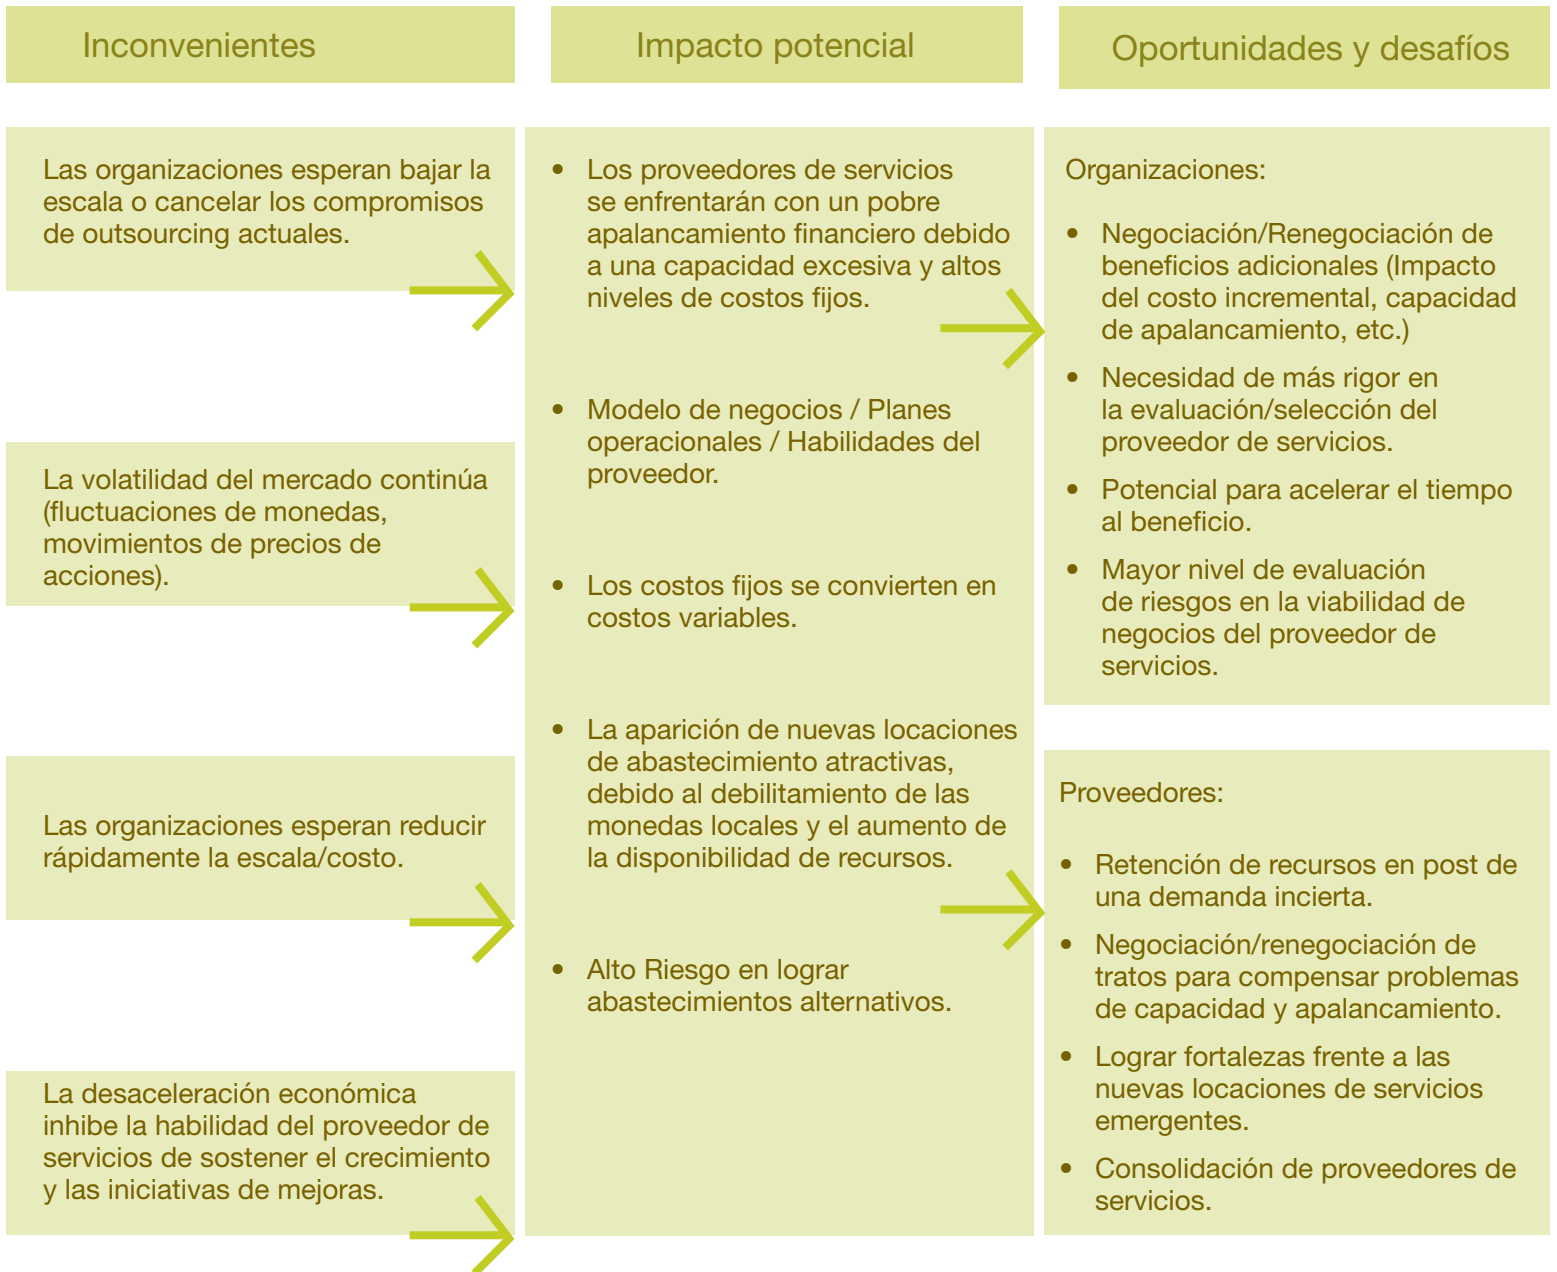 Inconvenientes
Impacto potencial
Oportunidades y desafíos
Las organizaciones esperan bajar la
escala o cancelar los compromisos
de outsourcing actuales.
La volatilidad del mercado continúa
(fluctuaciones de monedas,
movimientos de precios de
acciones).
Las organizaciones esperan reducir
rápidamente la escala/costo.
La desaceleración económica
inhibe la habilidad del proveedor de
servicios de sostener el crecimiento
y las iniciativas de mejoras.
• Los proveedores de servicios
se enfrentarán con un pobre
apalancamiento financiero debido
a una capacidad excesiva y altos
niveles de costos fijos.
• Modelo de negocios / Planes
operacionales / Habilidades del
proveedor.
• Los costos fijos se convierten en
costos variables.
• La aparición de nuevas locaciones
de abastecimiento atractivas,
debido al debilitamiento de las
monedas locales y el aumento de
la disponibilidad de recursos.
• Alto Riesgo en lograr
abastecimientos alternativos.
Organizaciones:
• Negociación/Renegociación de
beneficios adicionales (Impacto
del costo incremental, capacidad
de apalancamiento, etc.)
• Necesidad de más rigor en
la evaluación/selección del
proveedor de servicios.
• Potencial para acelerar el tiempo
al beneficio.
• Mayor nivel de evaluación
de riesgos en la viabilidad de
negocios del proveedor de
servicios.
Proveedores:
• Retención de recursos en post de
una demanda incierta.
• Negociación/renegociación de
tratos para compensar problemas
de capacidad y apalancamiento.
• Lograr fortalezas frente a las
nuevas locaciones de servicios
emergentes.
• Consolidación de proveedores de
servicios.